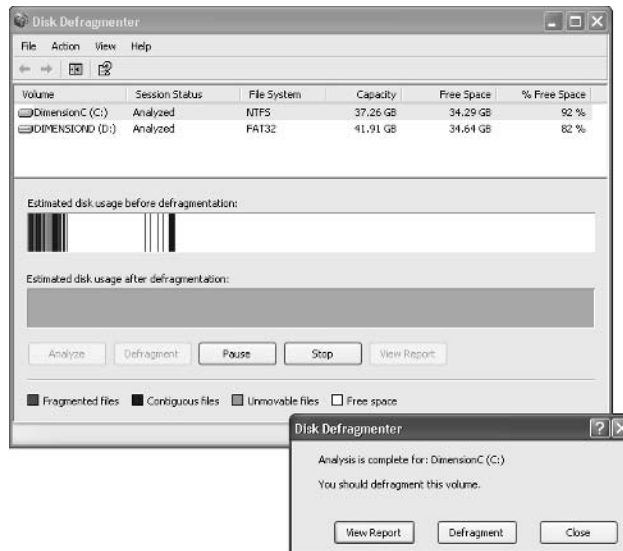 Disk Defragmenter
File Action View Help
Volume Session Status File System Capacity Free Space % Free Space
DimensionC (C:) Analyzed NTFS 37.26 GB 34.29 GB 92 %
DIMENSIOND (D:) Analyzed FAT32 41.91 GB 34.64 GB 82 %
Estimated disk usage before defragmentation:
Estimated disk usage after defragmentation:
Analyze Defragment Pause Stop View Report
Fragmented files Contiguous files Unmovable files Free space
Disk Defragmenter
Analysis is complete for: DimensionC (C:)
You should defragment this volume.
View Report Defragment Close